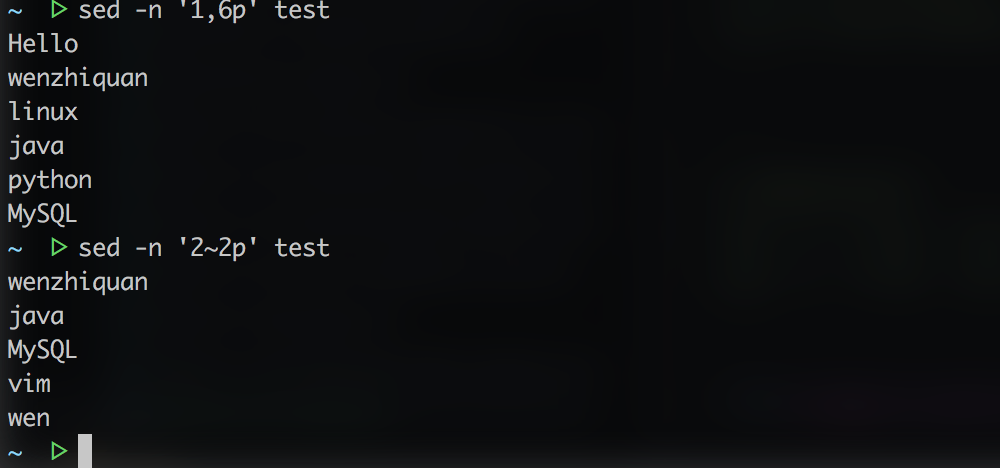 ~ ▷ sed -n '1,6p' test
Hello
wenzhiquan
linux
java
python
MySQL
~ ▷ sed -n '2~2p' test
wenzhiquan
java
MySQL
vim
wen
~ ▷